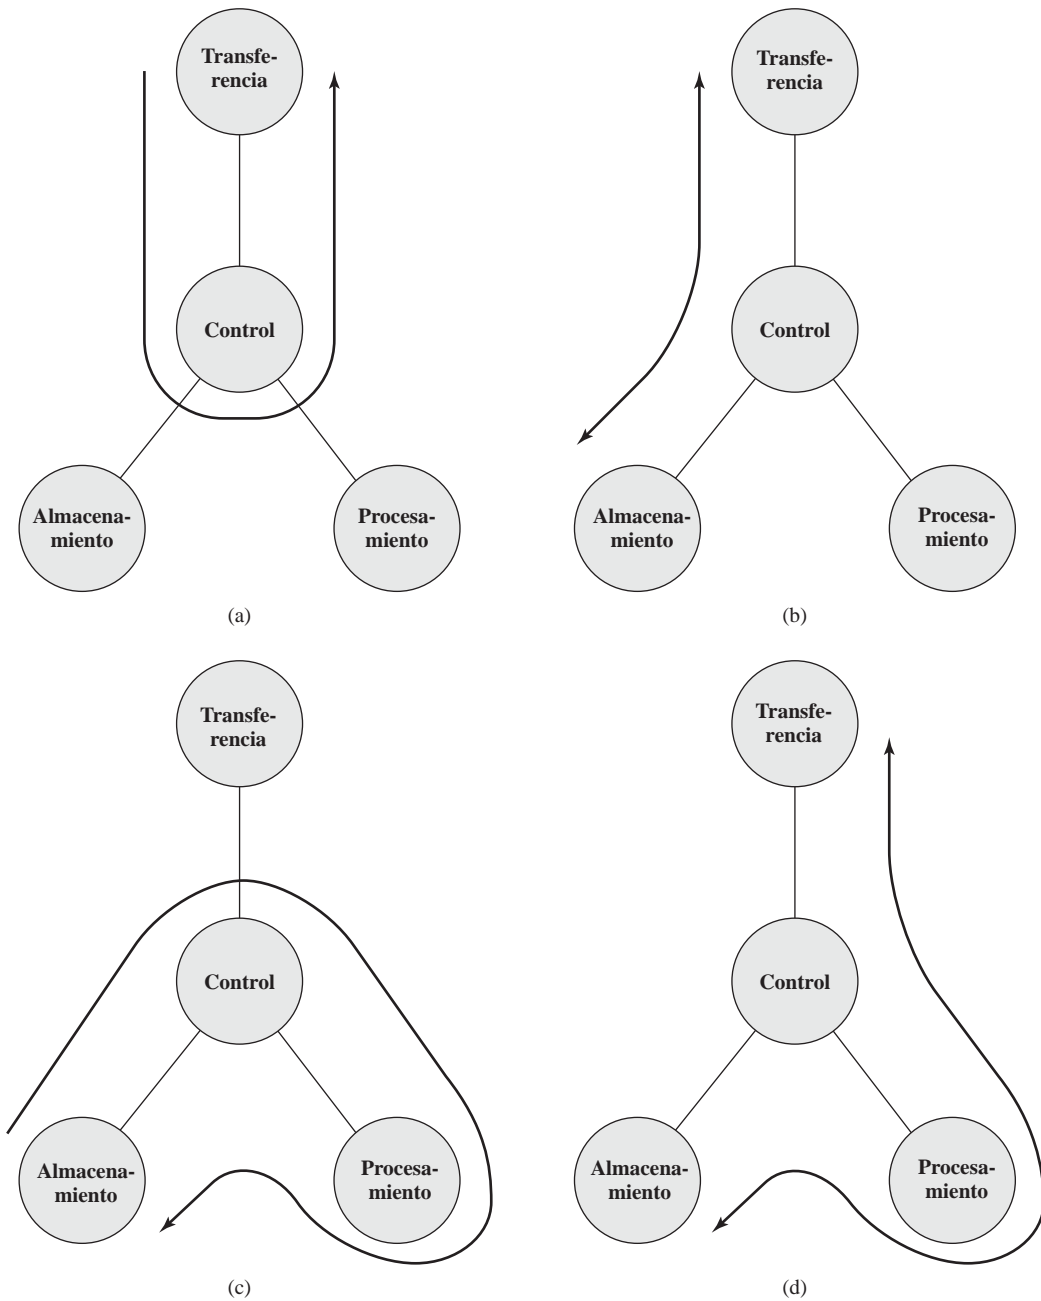 Transfe-
rencia
Transfe-
rencia
Control
Control
Almacena-
miento
Procesa-
miento
Almacena-
miento
Procesa-
miento
(a)
(b)
Transfe-
rencia
Transfe-
rencia
Control
Control
Almacena-
miento
Procesa-
miento
Almacena-
miento
Procesa-
miento
(c)
(d)